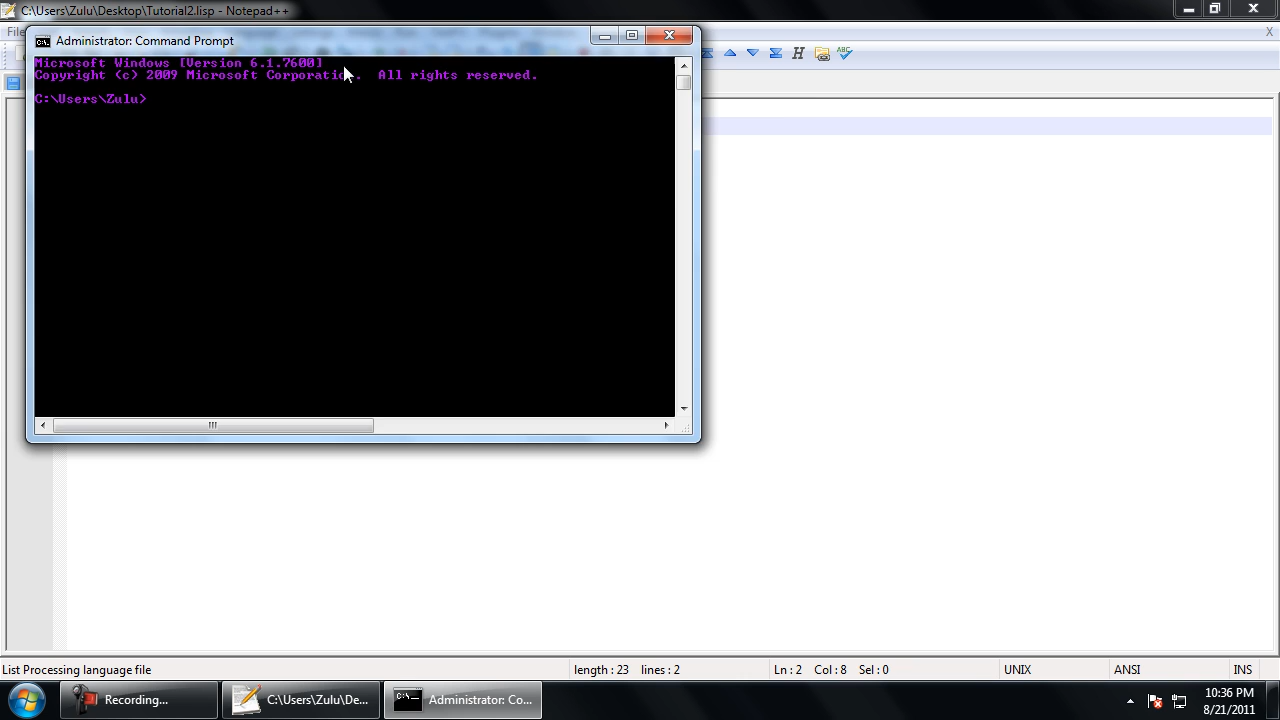 C:\Users\Zulu\Desktop\Tutorial2.lisp - Notepad++
Administrator: Command Prompt
Microsoft Windows [Version 6.1.7600]
Copyright (c) 2009 Microsoft Corporation. All rights reserved.
C:\Users\Zulu>
List Processing language file
length : 23 lines : 2
Ln : 2 Col : 8 Sel : 0
UNIX
ANSI
INS
Recording...
C:\Users\Zulu\De...
Administrator: Co...
10:36 PM
8/21/2011